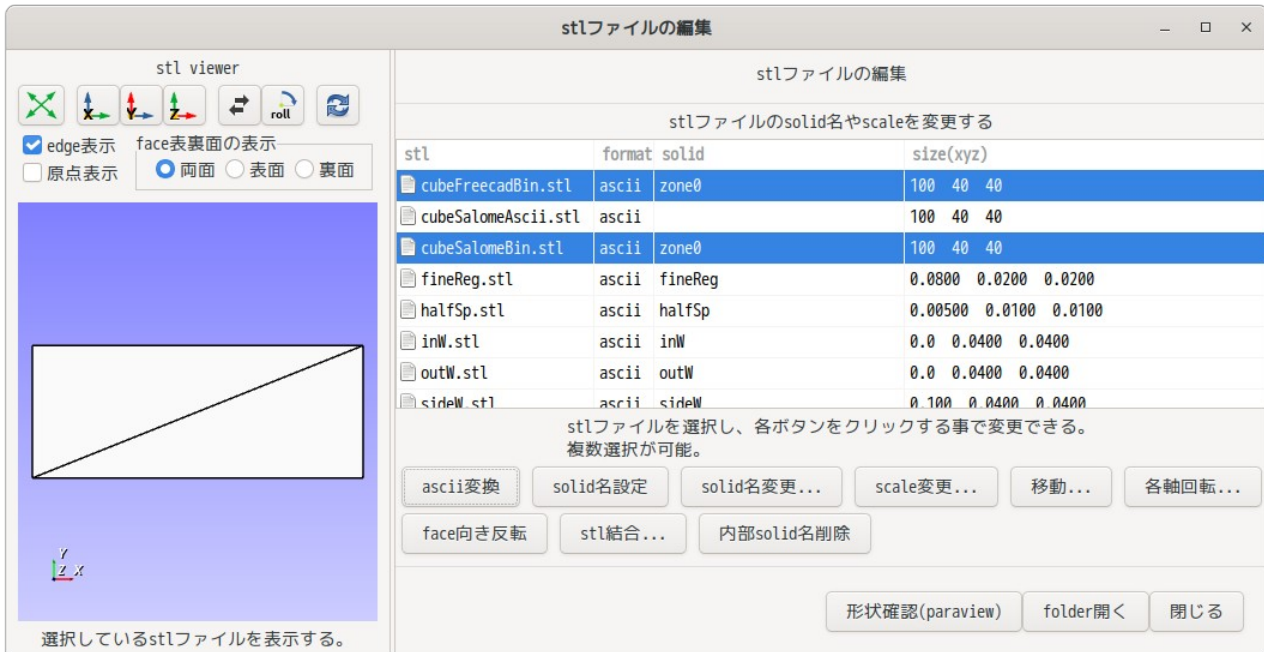 stlファイルの編集
stl viewer
X
Y
Z
roll
edge表示
原点表示
face表裏面の表示
両面 表面 裏面
Y
Z X
選択しているstlファイルを表示する。
stlファイルの編集
stlファイルのsolid名やscaleを変更する
stl format solid size(xyz)
cubeFreecadBin.stl ascii zone0 100 40 40
cubeSalomeAscii.stl ascii 100 40 40
cubeSalomeBin.stl ascii zone0 100 40 40
fineReg.stl ascii fineReg 0.0800 0.0200 0.0200
halfSp.stl ascii halfSp 0.00500 0.0100 0.0100
inW.stl ascii inW 0.0 0.0400 0.0400
outW.stl ascii outW 0.0 0.0400 0.0400
sideW.stl ascii sideW 0.100 0.0400 0.0400
stlファイルを選択し、各ボタンをクリックする事で変更できる。
複数選択が可能。
ascii変換 solid名設定 solid名変更... scale変更... 移動... 各軸回転...
face向き反転 stl結合... 内部solid名削除
形状確認(paraview) folder開く 閉じる